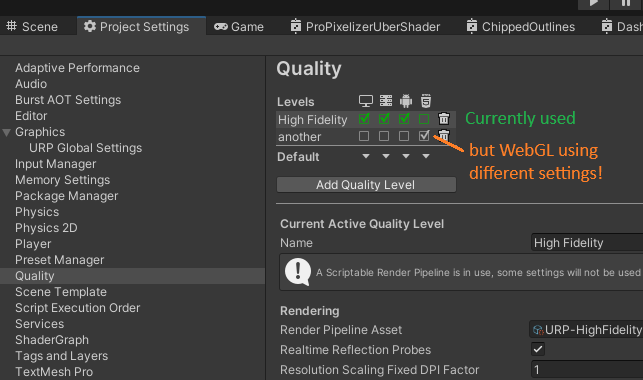 Scene Project Settings Game ProPixelizerUberShader ChippedOutlines Dash
Adaptive Performance
Audio
Burst AOT Settings
Editor
Graphics
URP Global Settings
Input Manager
Memory Settings
Package Manager
Physics
Physics 2D
Player
Preset Manager
Quality
Scene Template
Script Execution Order
Services
ShaderGraph
Tags and Layers
TextMesh Pro
Quality
Levels
High Fidelity
Currently used
another
but WebGL using
different settings!
Default
Add Quality Level
Current Active Quality Level
Name High Fidelity
A Scriptable Render Pipeline is in use, some settings will not be used
Rendering
Render Pipeline Asset URP-HighFidelity
Realtime Reflection Probes
Resolution Scaling Fixed DPI Factor 1